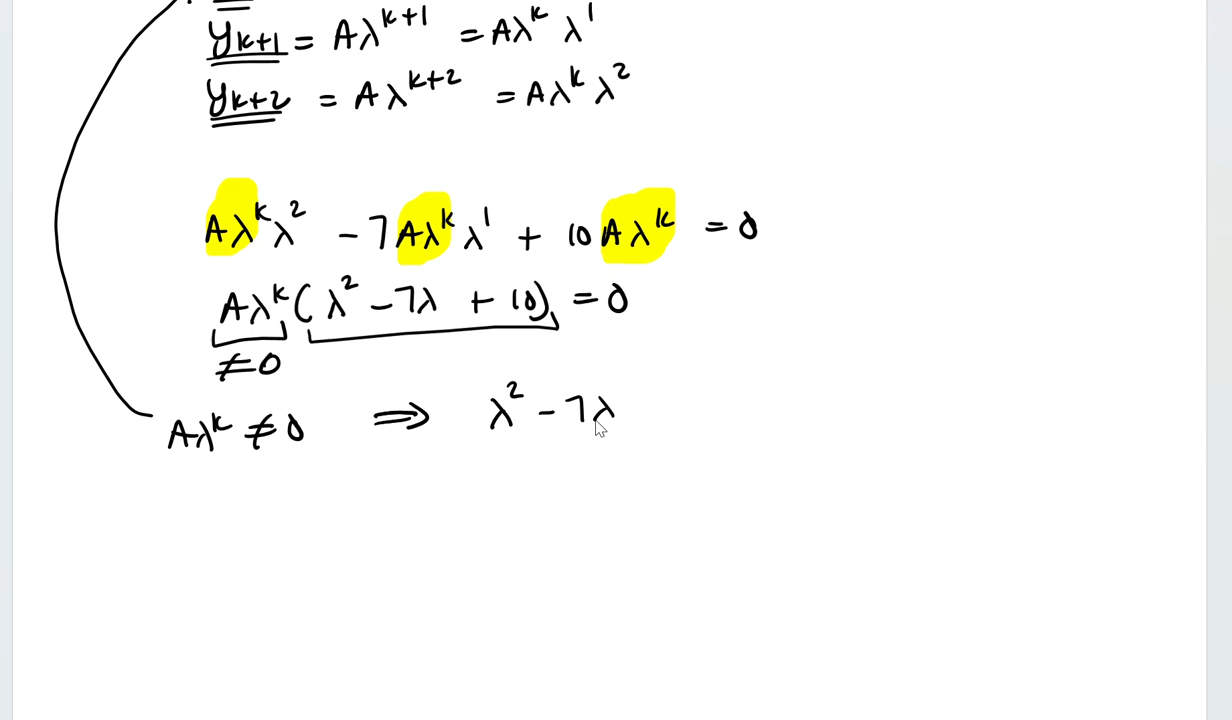 y_{k+1} = Aλ^{k+1} = Aλ^k λ^1
y_{k+2} = Aλ^{k+2} = Aλ^k λ^2
Aλ^k λ^2 - 7Aλ^k λ^1 + 10Aλ^k = 0
Aλ^k (λ^2 - 7λ + 10) = 0
≠0
Aλ^k ≠ 0 ⟹ λ^2 - 7λ